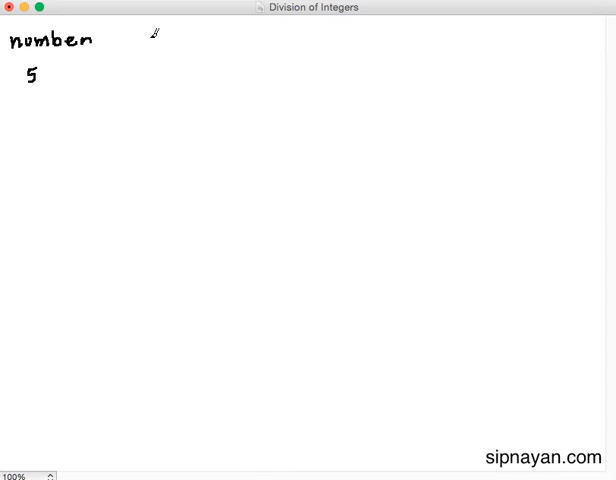 Division of Integers
number
5
sipnayan.com
100%